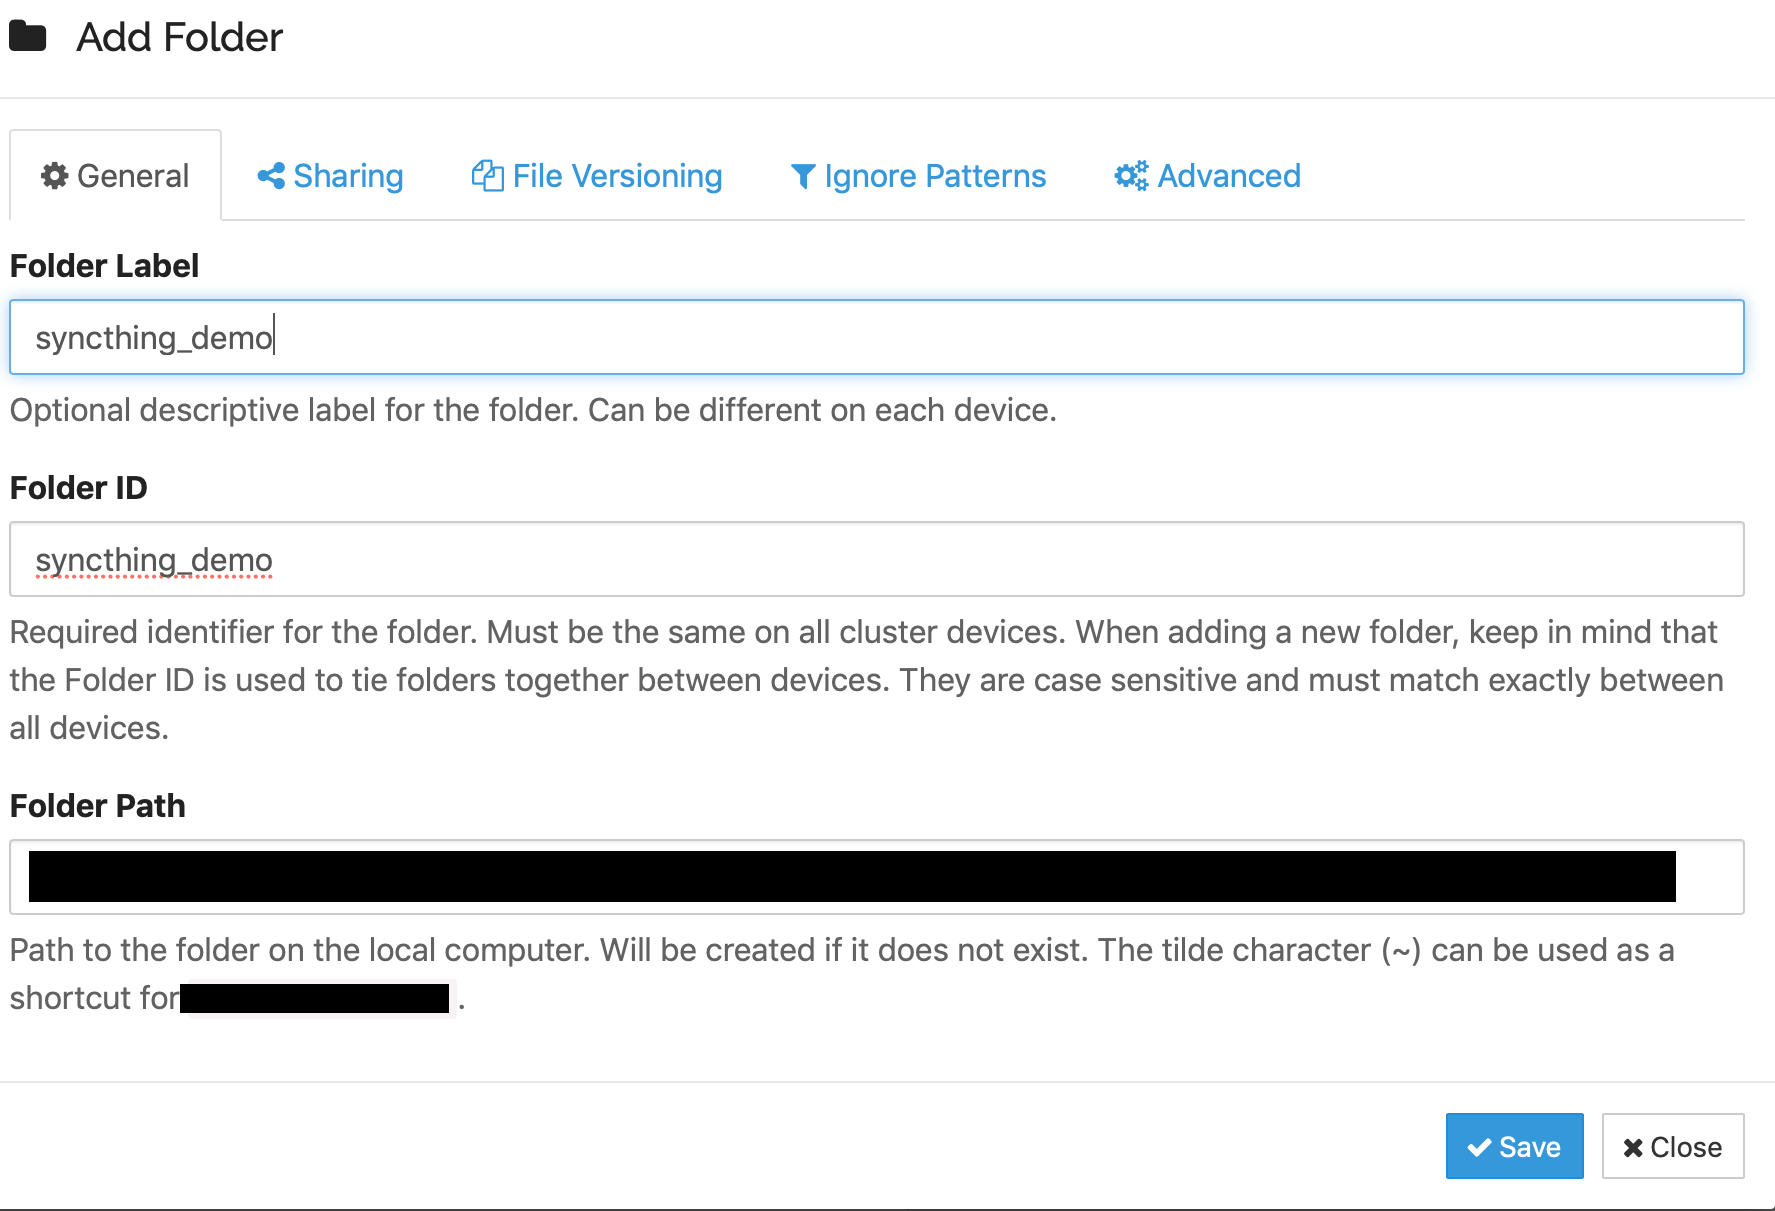 Add Folder
General
Sharing
File Versioning
Ignore Patterns
Advanced
Folder Label
syncthing_demo
Optional descriptive label for the folder. Can be different on each device.
Folder ID
syncthing_demo
Required identifier for the folder. Must be the same on all cluster devices. When adding a new folder, keep in mind that
the Folder ID is used to tie folders together between devices. They are case sensitive and must match exactly between
all devices.
Folder Path
Path to the folder on the local computer. Will be created if it does not exist. The tilde character (~) can be used as a
shortcut for .
Save
Close